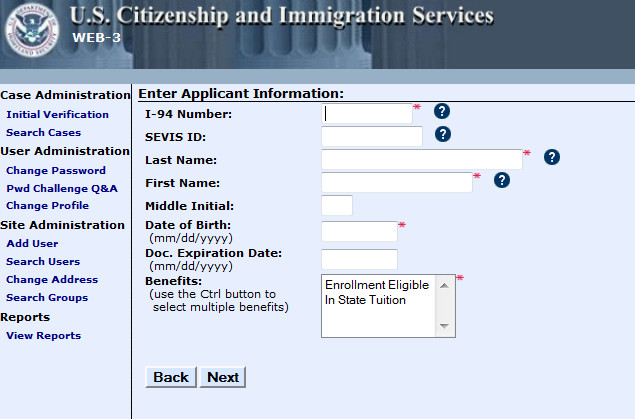 U.S. Citizenship and Immigration Services
WEB-3
Case Administration
Initial Verification
Search Cases
User Administration
Change Password
Pwd Challenge Q&A
Change Profile
Site Administration
Add User
Search Users
Change Address
Search Groups
Reports
View Reports
Enter Applicant Information:
I-94 Number: * ?
SEVIS ID: ?
Last Name: * ?
First Name: * ?
Middle Initial:
Date of Birth: *
(mm/dd/yyyy)
Doc. Expiration Date:
(mm/dd/yyyy)
Benefits: *
(use the Ctrl button to
select multiple benefits)
Enrollment Eligible
In State Tuition
Back Next